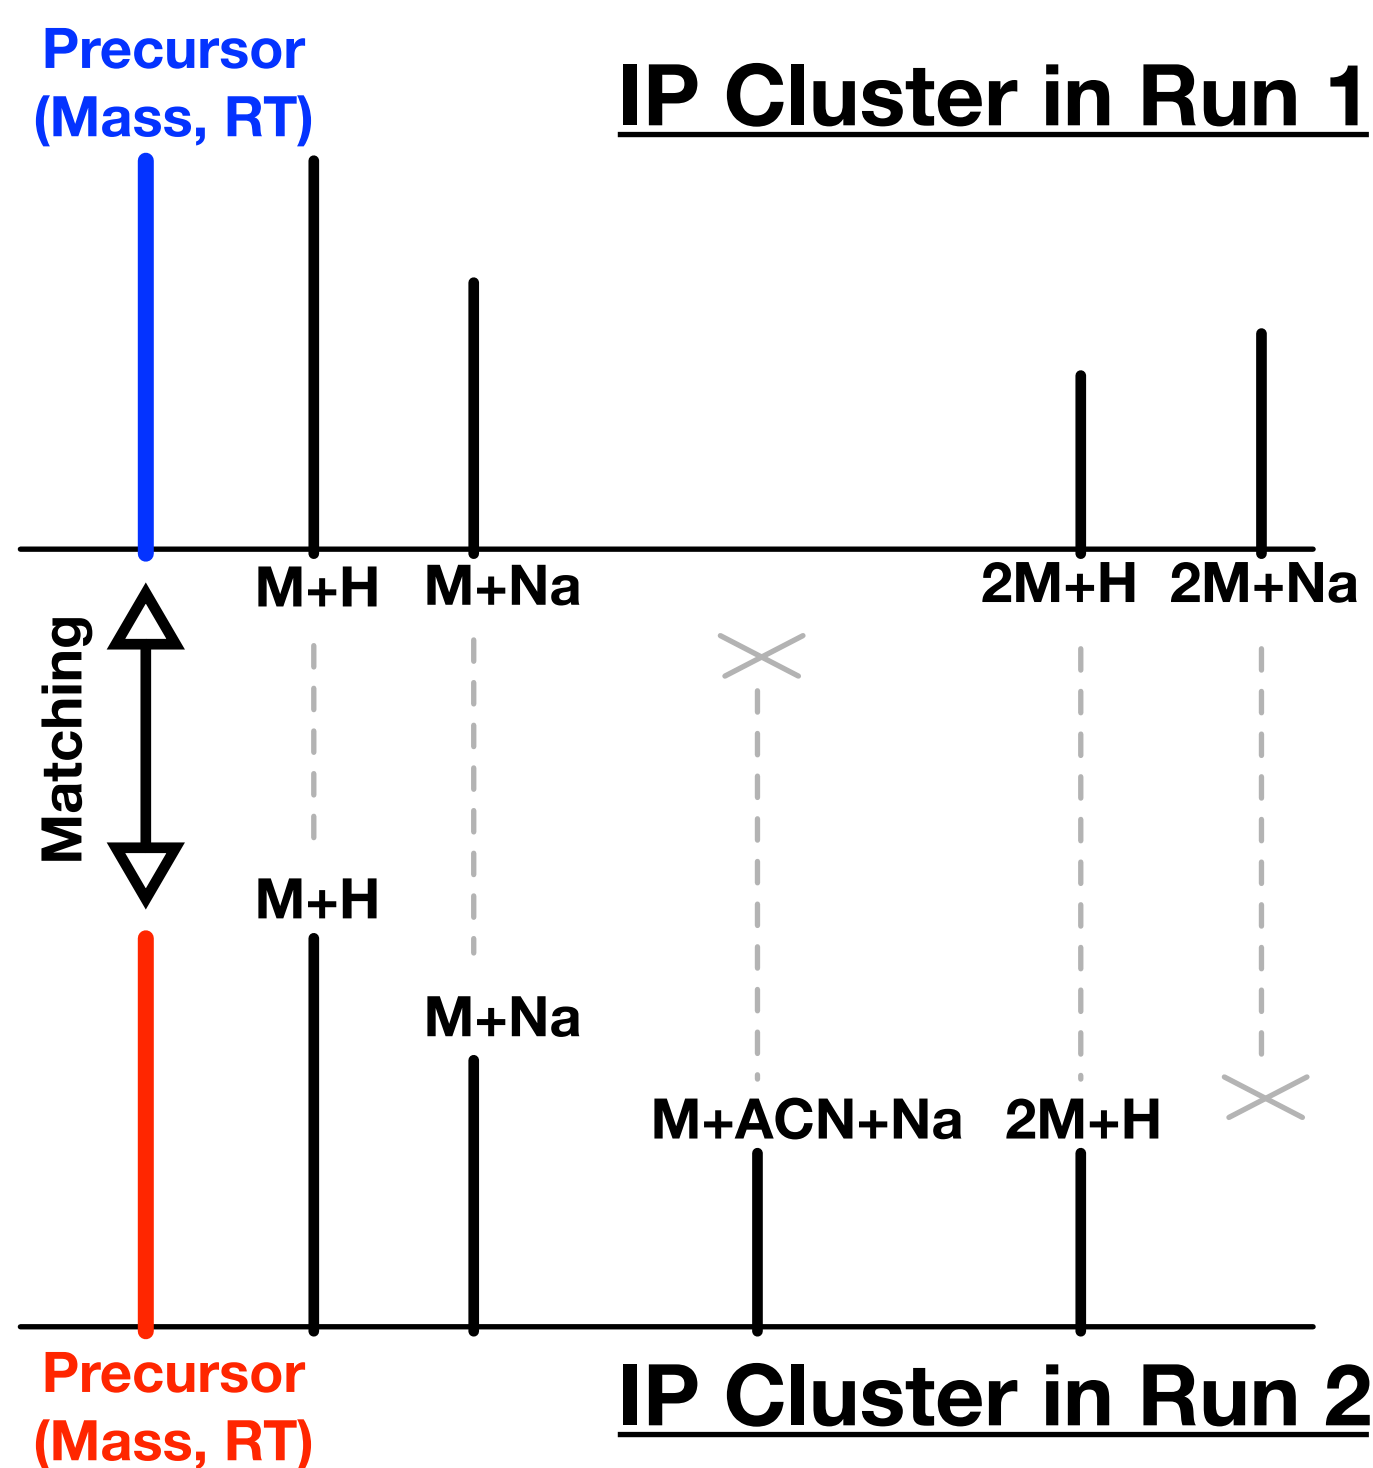 Precursor
(Mass, RT)
IP Cluster in Run 1
M+H
M+Na
2M+H
2M+Na
Matching
M+H
M+Na
M+ACN+Na
2M+H
Precursor
(Mass, RT)
IP Cluster in Run 2